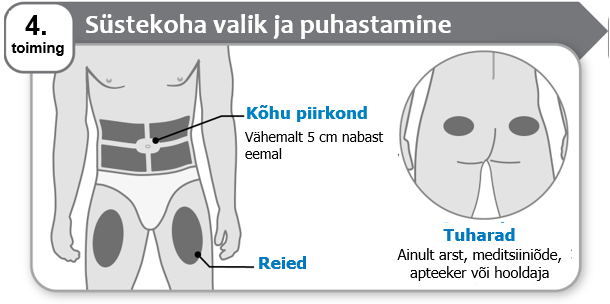 4.
toiming
Süstekoha valik ja puhastamine
Kõhu piirkond
Vähemalt 5 cm nabast
eemal
Reied
Tuharad
Ainult arst, meditsiiniõde,
apteeker või hooldaja